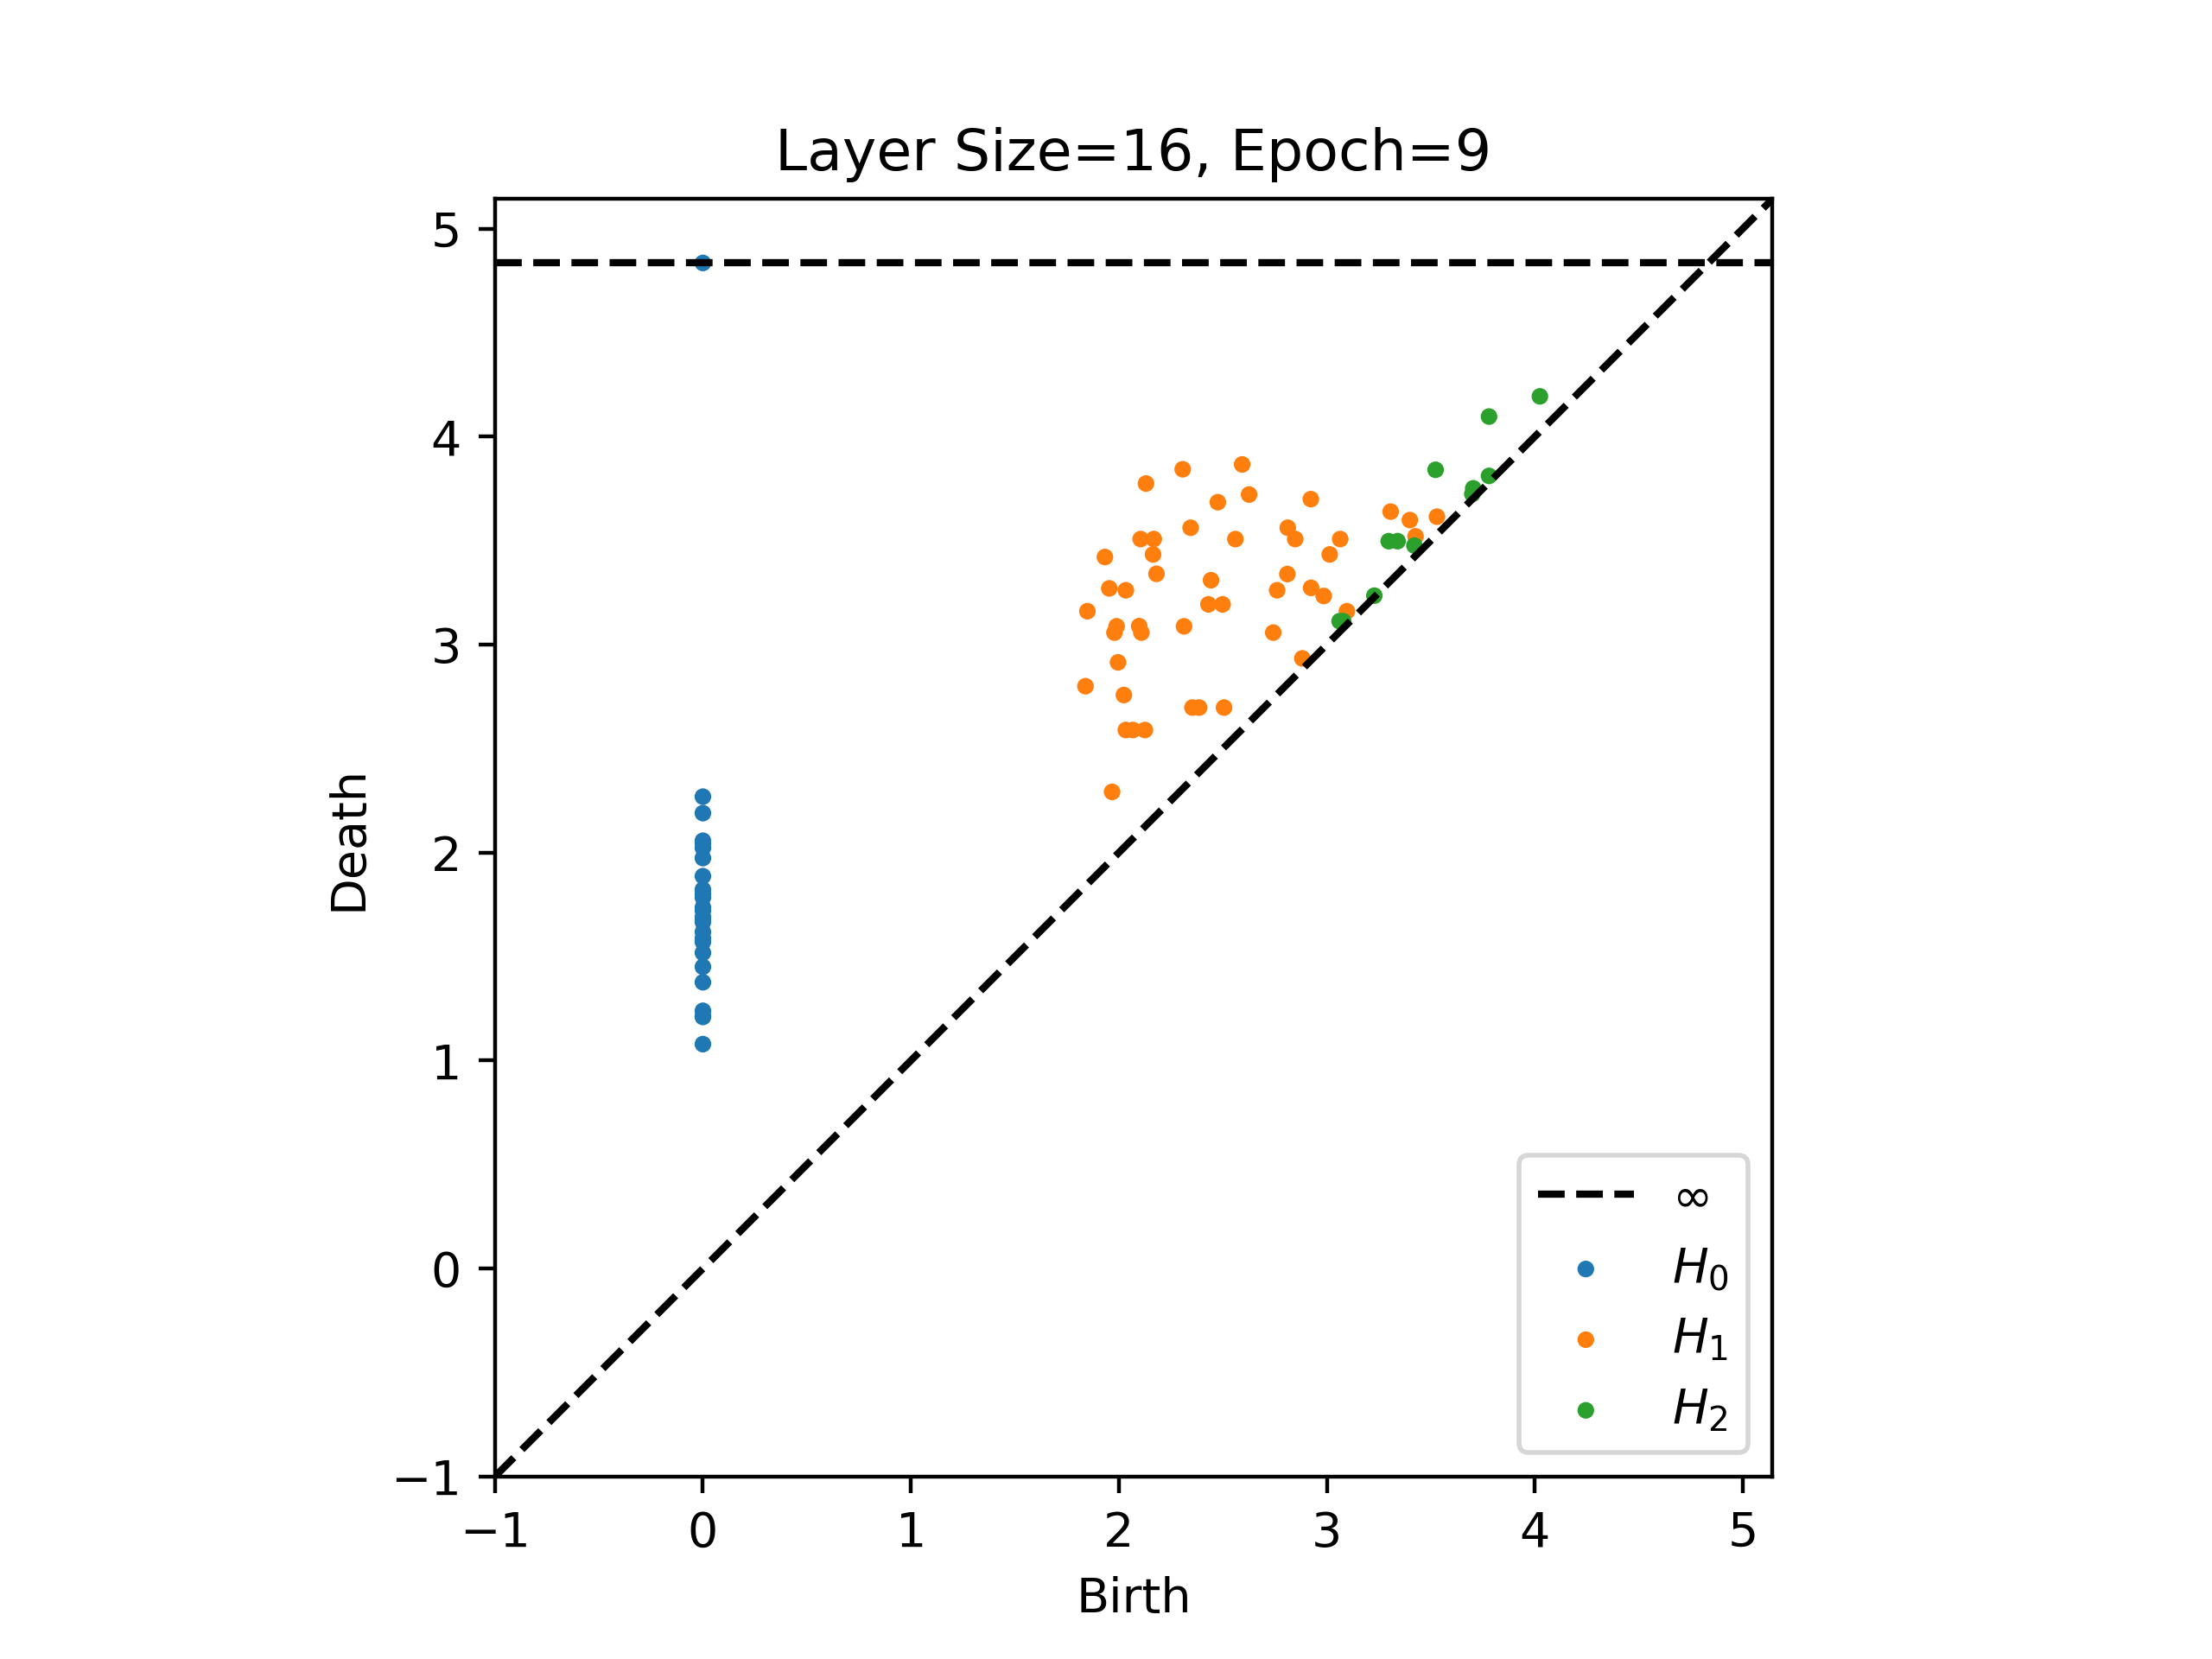 Layer Size=16, Epoch=9
5
4
3
2
1
0
−1
Death
−1 0 1 2 3 4 5
Birth
∞
H₀
H₁
H₂